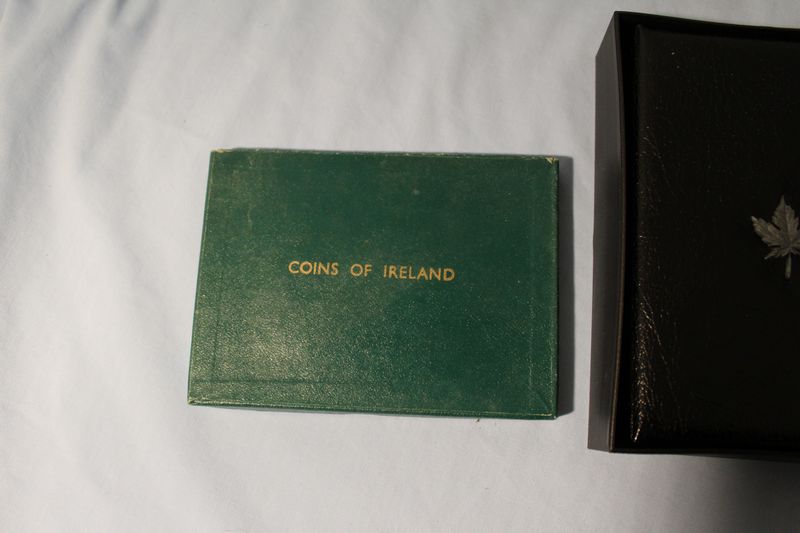 COINS OF IRELAND